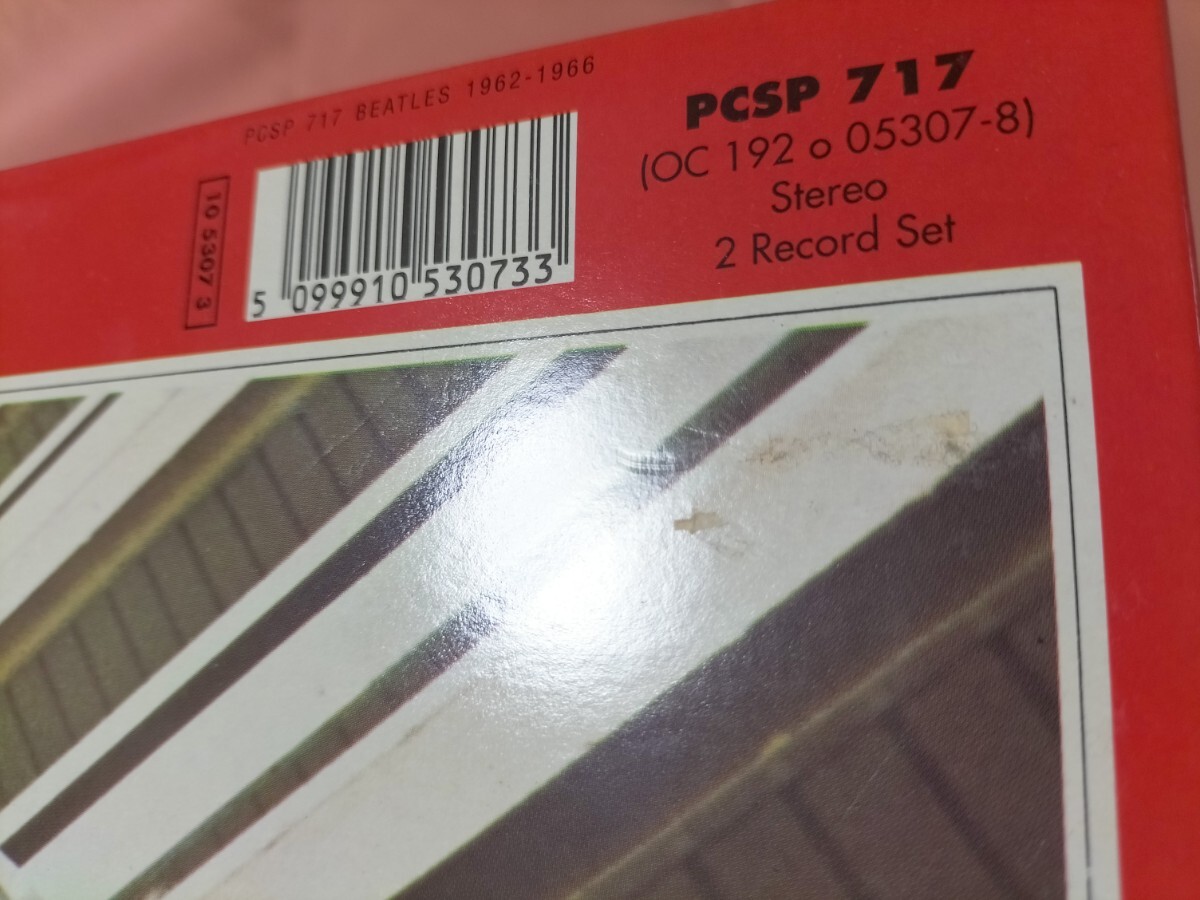 PCSP 717 BEATLES 1962-1966
PCSP 717
(OC 192 o 05307-8)
Stereo
2 Record Set
10 5307 3
5 099910 530733